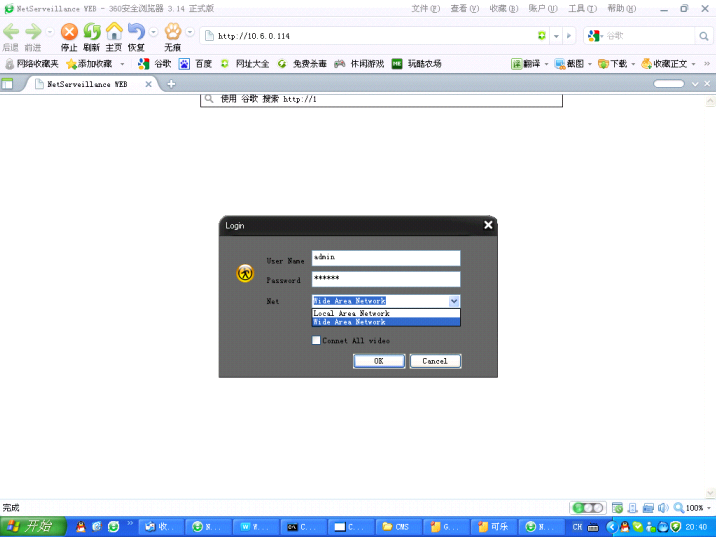 NetServeillance WEB - 360安全浏览器 3.14 正式版
文件(F) 查看(V) 收藏(B) 账户(U) 工具(T) 帮助(H)
后退 前进 停止 刷新 主页 恢复 无痕
http://10.6.0.114
谷歌
网络收藏夹 添加收藏 谷歌 百度 网址大全 免费杀毒 休闲游戏 玩酷农场 翻译 截图 下载 收藏正文
NetServeillance WEB
使用 谷歌 搜索 http://1
Login
User Name admin
Password ******
Net Wide Area Network
Local Area Network
Wide Area Network
Connet All video
OK Cancel
完成
100%
开始 收... N... W... C... C... CMS G... 可乐 N... CH 20:40